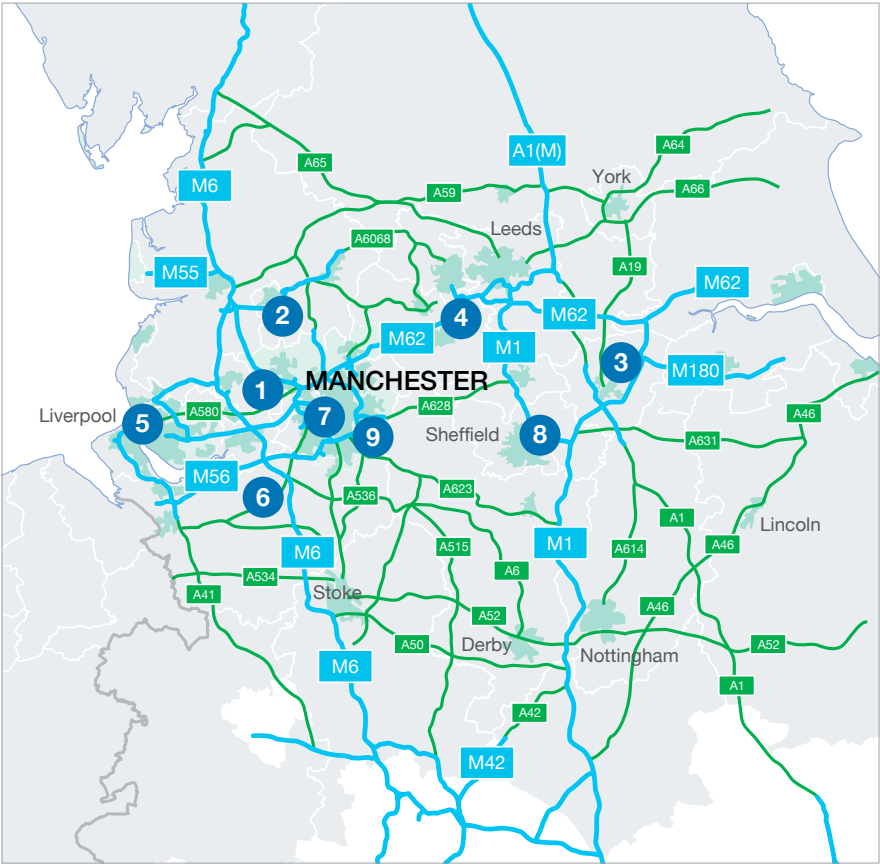 A64
A1(M)
A65
York
M6
A66
A59
Leeds
A6068
A19
M55
M62
2
4
M62
M62
M1
3
M180
MANCHESTER
1
A628
A580
Liverpool
5
7
A46
9
Sheffield
8
A631
M56
6
A536
A623
A1
Lincoln
M6
A515
M1
A614
A46
A6
A534
A41
Stoke
A46
A52
A50
Derby
A52
Nottingham
M6
A1
A42
M42